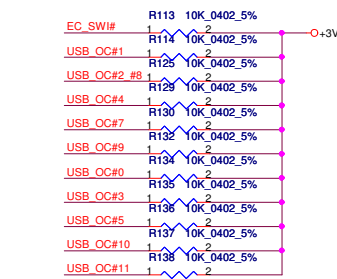 R113 10K_0402_5%
EC_SWI# 1 2 +3V
R114 10K_0402_5%
USB_OC#1 1 2
R125 10K_0402_5%
USB_OC#2_#8 1 2
R129 10K_0402_5%
USB_OC#4 1 2
R130 10K_0402_5%
USB_OC#7 1 2
R132 10K_0402_5%
USB_OC#9 1 2
R134 10K_0402_5%
USB_OC#0 1 2
R135 10K_0402_5%
USB_OC#3 1 2
R136 10K_0402_5%
USB_OC#5 1 2
R137 10K_0402_5%
USB_OC#10 1 2
R138 10K_0402_5%
USB_OC#11 1 2